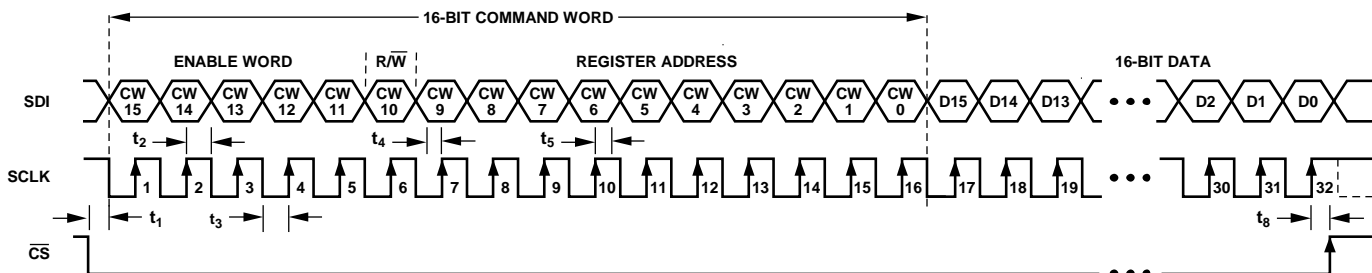 16-BIT COMMAND WORD
ENABLE WORD R/W̅ REGISTER ADDRESS 16-BIT DATA
SDI CW 15 CW 14 CW 13 CW 12 CW 11 CW 10 CW 9 CW 8 CW 7 CW 6 CW 5 CW 4 CW 3 CW 2 CW 1 CW 0 D15 D14 D13 D2 D1 D0
t2 t4 t5
SCLK 1 2 3 4 5 6 7 8 9 10 11 12 13 14 15 16 17 18 19 30 31 32
t1 t3 t8
C̅S̅